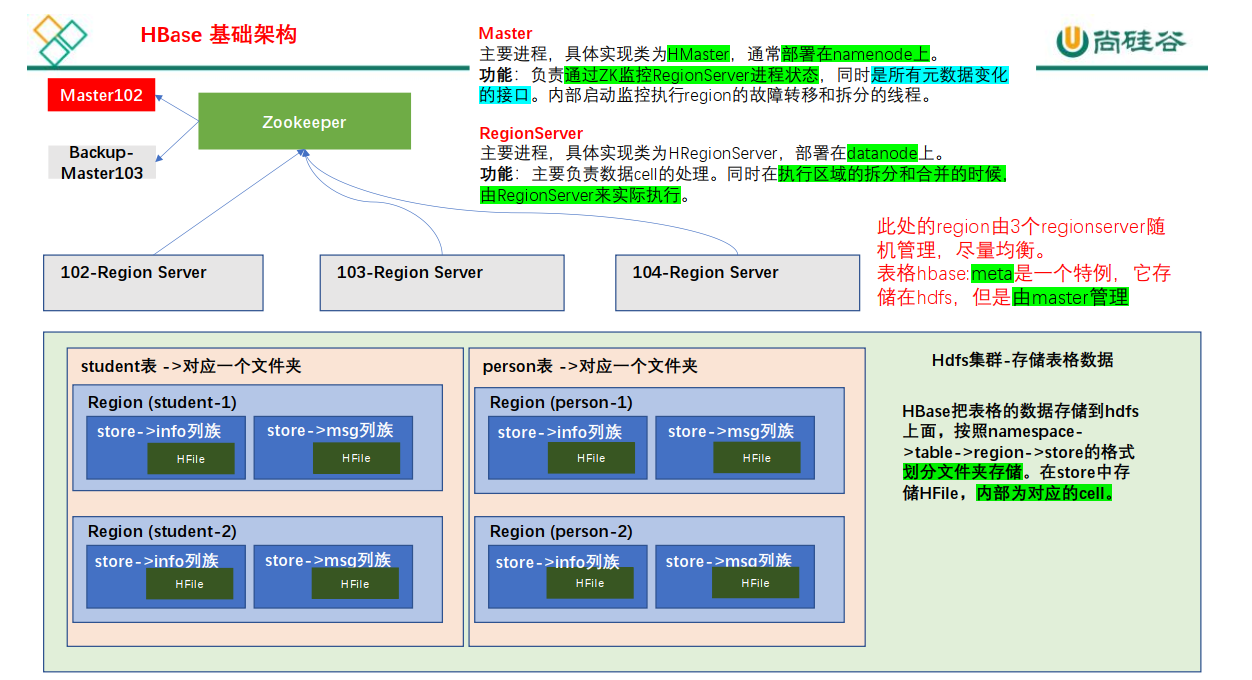 HBase 基础架构
尚硅谷
Master
主要进程，具体实现类为HMaster，通常部署在namenode上。
功能：负责通过ZK监控RegionServer进程状态，同时是所有元数据变化
的接口。内部启动监控执行region的故障转移和拆分的线程。
RegionServer
主要进程，具体实现类为HRegionServer，部署在datanode上。
功能：主要负责数据cell的处理。同时在执行区域的拆分和合并的时候，
由RegionServer来实际执行。
Master102
Backup-
Master103
Zookeeper
102-Region Server
103-Region Server
104-Region Server
此处的region由3个regionserver随
机管理，尽量均衡。
表格hbase:meta是一个特例，它存
储在hdfs，但是由master管理
student表 ->对应一个文件夹
Region (student-1)
store->info列族
HFile
store->msg列族
HFile
Region (student-2)
store->info列族
HFile
store->msg列族
HFile
person表 ->对应一个文件夹
Region (person-1)
store->info列族
HFile
store->msg列族
HFile
Region (person-2)
store->info列族
HFile
store->msg列族
HFile
Hdfs集群-存储表格数据
HBase把表格的数据存储到hdfs
上面，按照namespace-
>table->region->store的格式
划分文件夹存储。在store中存
储HFile，内部为对应的cell。